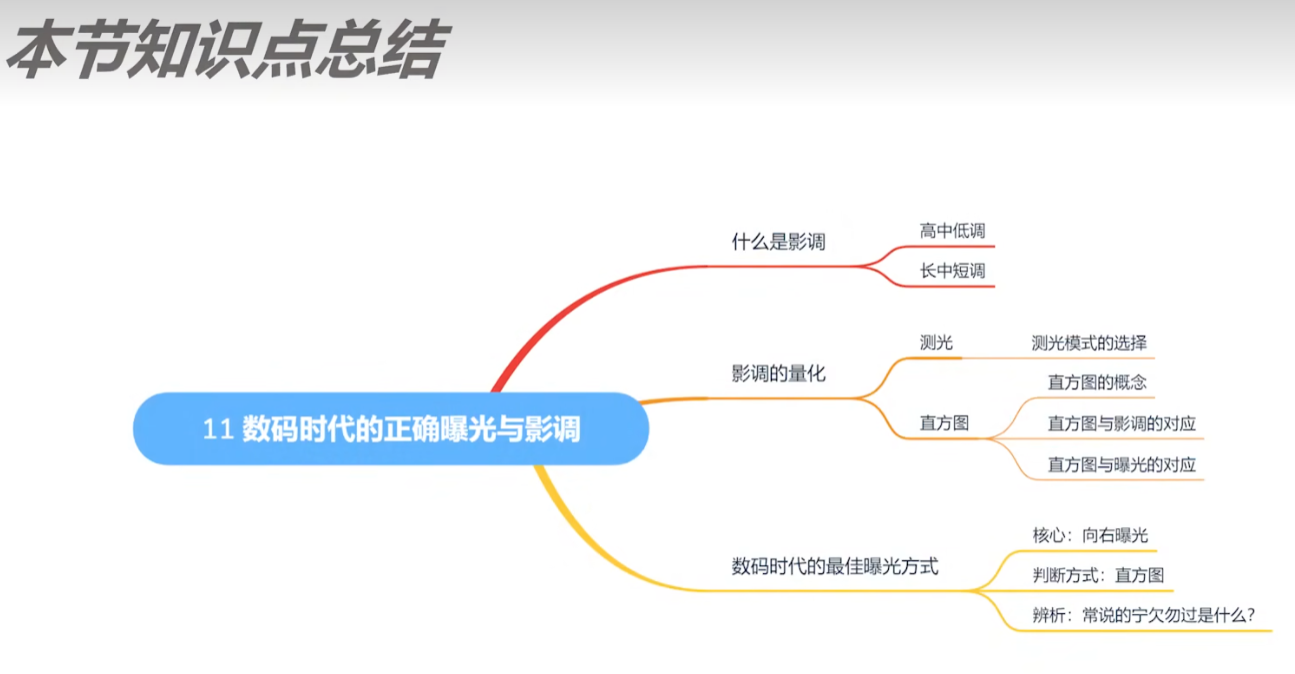 本节知识点总结
什么是影调
高中低调
长中短调
影调的量化
测光
测光模式的选择
直方图
直方图的概念
直方图与影调的对应
直方图与曝光的对应
11 数码时代的正确曝光与影调
数码时代的最佳曝光方式
核心：向右曝光
判断方式：直方图
辨析：常说的宁欠勿过是什么？